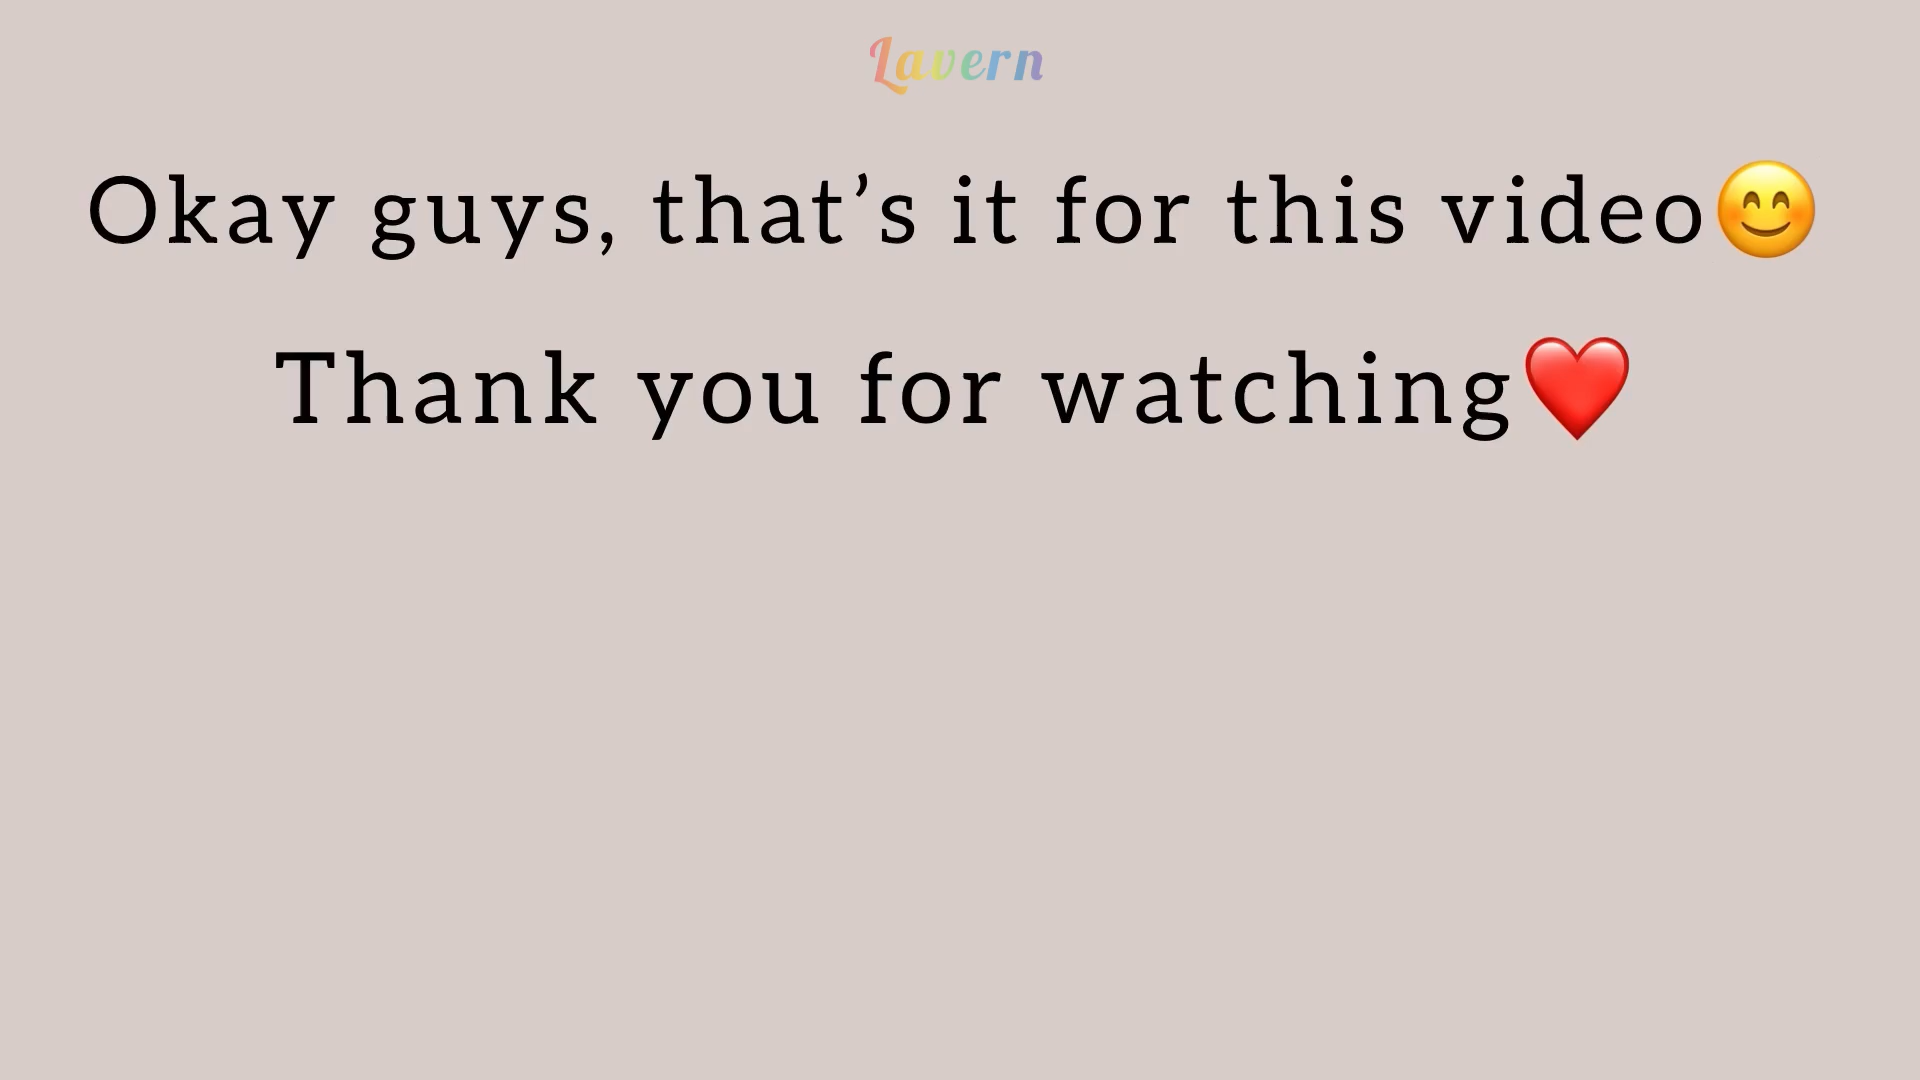 Lavern
Okay guys, that’s it for this video😊
Thank you for watching❤️